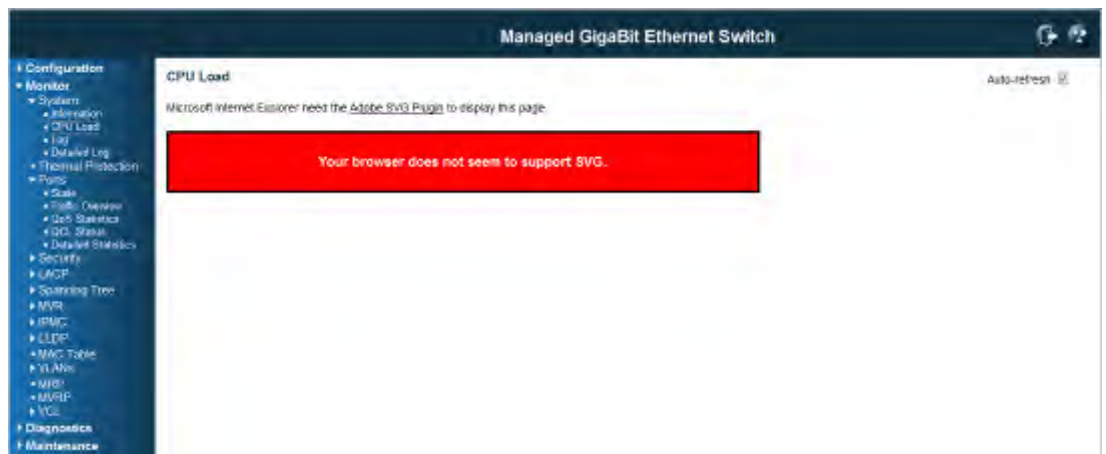 Managed GigaBit Ethernet Switch
Configuration
Monitor
System
Information
CPU Load
Log
Detailed Log
Thermal Protection
Ports
State
Traffic Overview
QoS Statistics
QCL Status
Detailed Statistics
Security
LACP
Spanning Tree
MVR
IPMC
LLDP
MAC Table
VLANs
MVRP
VCL
Diagnostics
Maintenance
CPU Load
Auto-refresh
Microsoft Internet Explorer need the Adobe SVG Plugin to display this page
Your browser does not seem to support SVG.